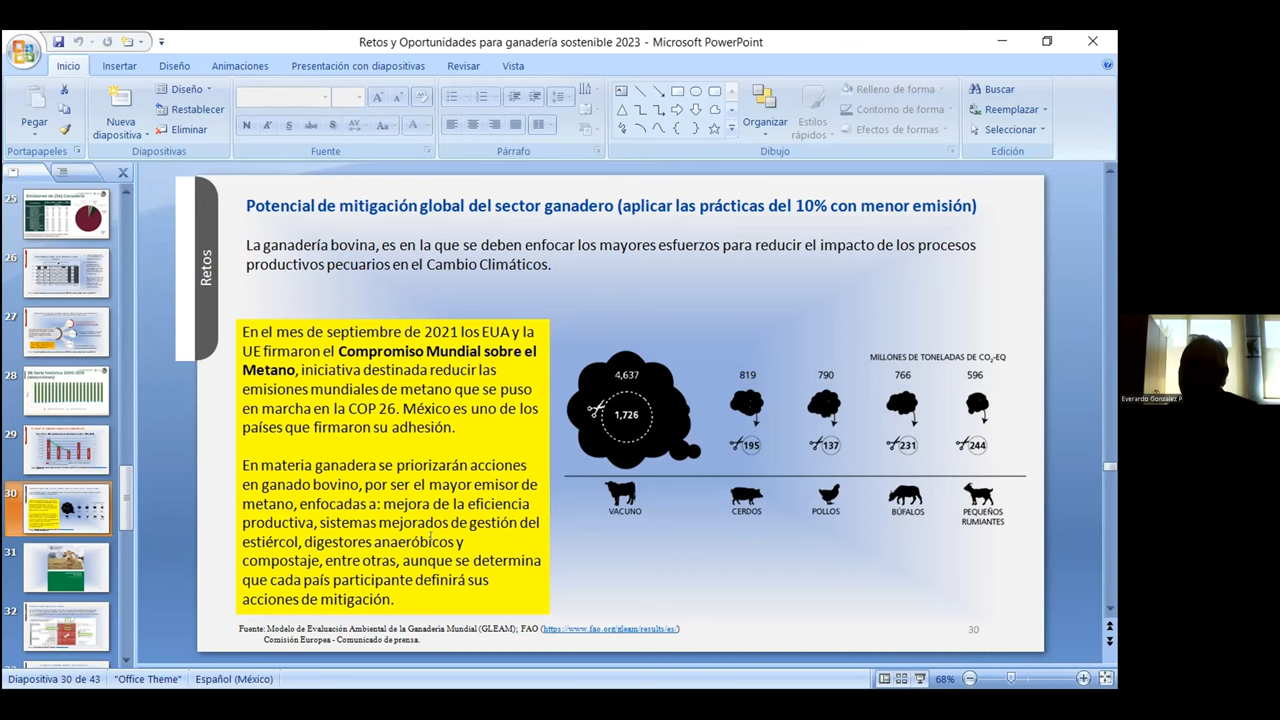 Retos y Oportunidades para ganadería sostenible 2023 - Microsoft PowerPoint
Inicio Insertar Diseño Animaciones Presentación con diapositivas Revisar Vista
Pegar
Portapapeles
Nueva
diapositiva
Diseño
Restablecer
Eliminar
Diapositivas
Fuente
Párrafo
Organizar
Estilos
rápidos
Relleno de forma
Contorno de forma
Efectos de formas
Dibujo
Buscar
Reemplazar
Seleccionar
Edición
25
26
27
28
29
30
31
32
Retos
Potencial de mitigación global del sector ganadero (aplicar las prácticas del 10% con menor emisión)
La ganadería bovina, es en la que se deben enfocar los mayores esfuerzos para reducir el impacto de los procesos
productivos pecuarios en el Cambio Climáticos.
En el mes de septiembre de 2021 los EUA y la
UE firmaron el Compromiso Mundial sobre el
Metano, iniciativa destinada reducir las
emisiones mundiales de metano que se puso
en marcha en la COP 26. México es uno de los
países que firmaron su adhesión.
En materia ganadera se priorizarán acciones
en ganado bovino, por ser el mayor emisor de
metano, enfocadas a: mejora de la eficiencia
productiva, sistemas mejorados de gestión del
estiércol, digestores anaeróbicos y
compostaje, entre otras, aunque se determina
que cada país participante definirá sus
acciones de mitigación.
MILLONES DE TONELADAS DE CO2-EQ
4,637 819 790 766 596
1,726 195 137 231 244
VACUNO CERDOS POLLOS BÚFALOS PEQUEÑOS
RUMIANTES
Fuente: Modelo de Evaluación Ambiental de la Ganadería Mundial (GLEAM); FAO (https://www.fao.org/gleam/results/es/)
Comisión Europea - Comunicado de prensa.
30
Everardo Gonzalez P
Diapositiva 30 de 43 "Office Theme" Español (México) 68%